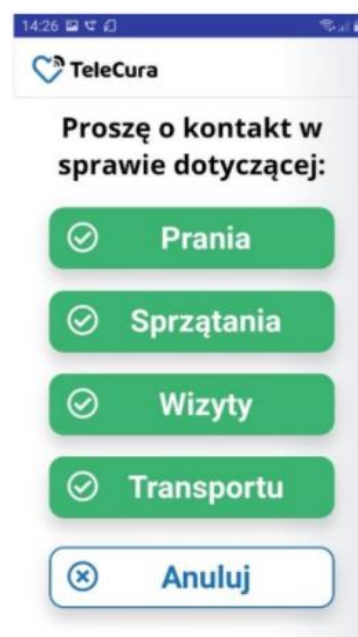 14:26
TeleCura
Proszę o kontakt w
sprawie dotyczącej:
Prania
Sprzątania
Wizyty
Transportu
Anuluj